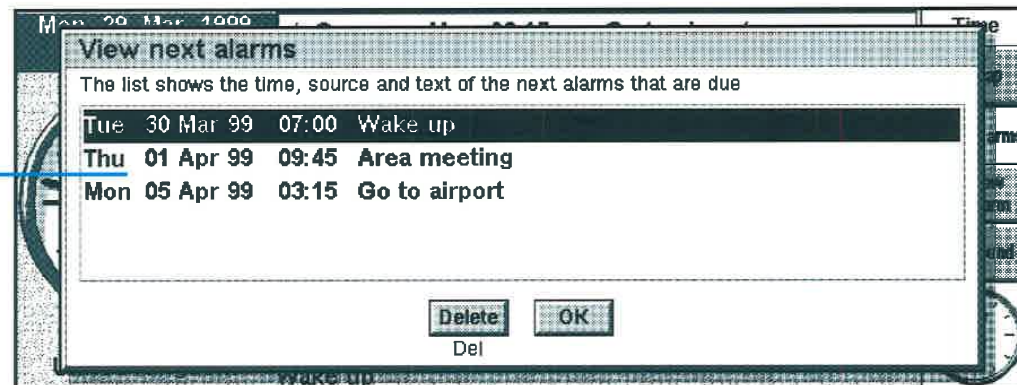 Mon 29 Mar 1999
Time
View next alarms
The list shows the time, source and text of the next alarms that are due
Tue 30 Mar 99 07:00 Wake up
Thu 01 Apr 99 09:45 Area meeting
Mon 05 Apr 99 03:15 Go to airport
Delete
OK
Del
Wake up